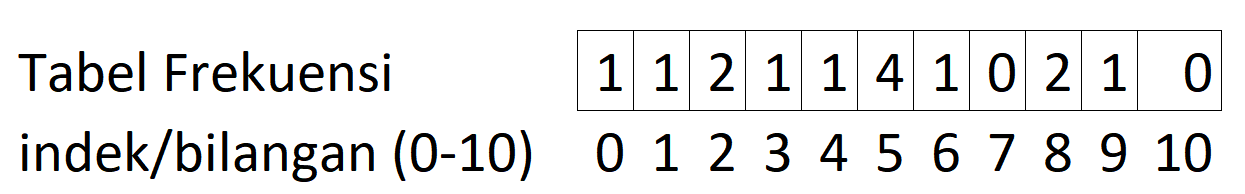 Tabel Frekuensi 1 1 2 1 1 4 1 0 2 1 0
indek/bilangan (0-10) 0 1 2 3 4 5 6 7 8 9 10